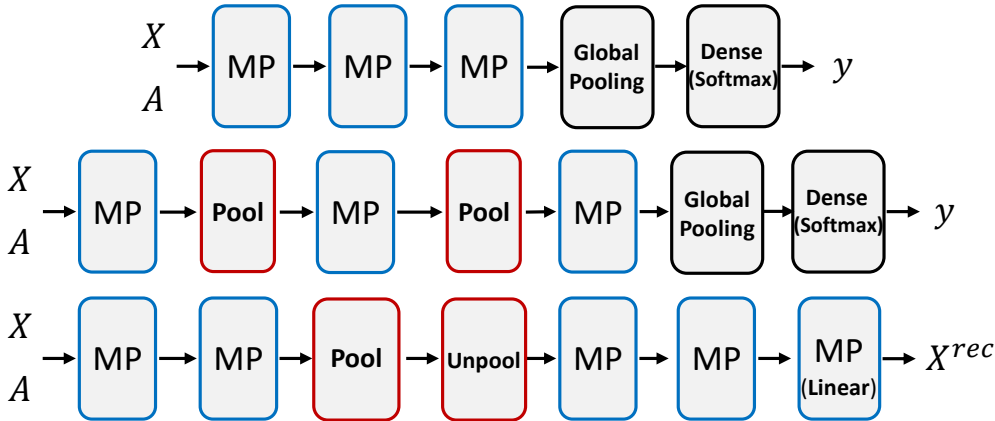 X
A
MP
MP
MP
Global
Pooling
Dense
(Softmax)
y
X
A
MP
Pool
MP
Pool
MP
Global
Pooling
Dense
(Softmax)
y
X
A
MP
MP
Pool
Unpool
MP
MP
MP
(Linear)
X^{rec}